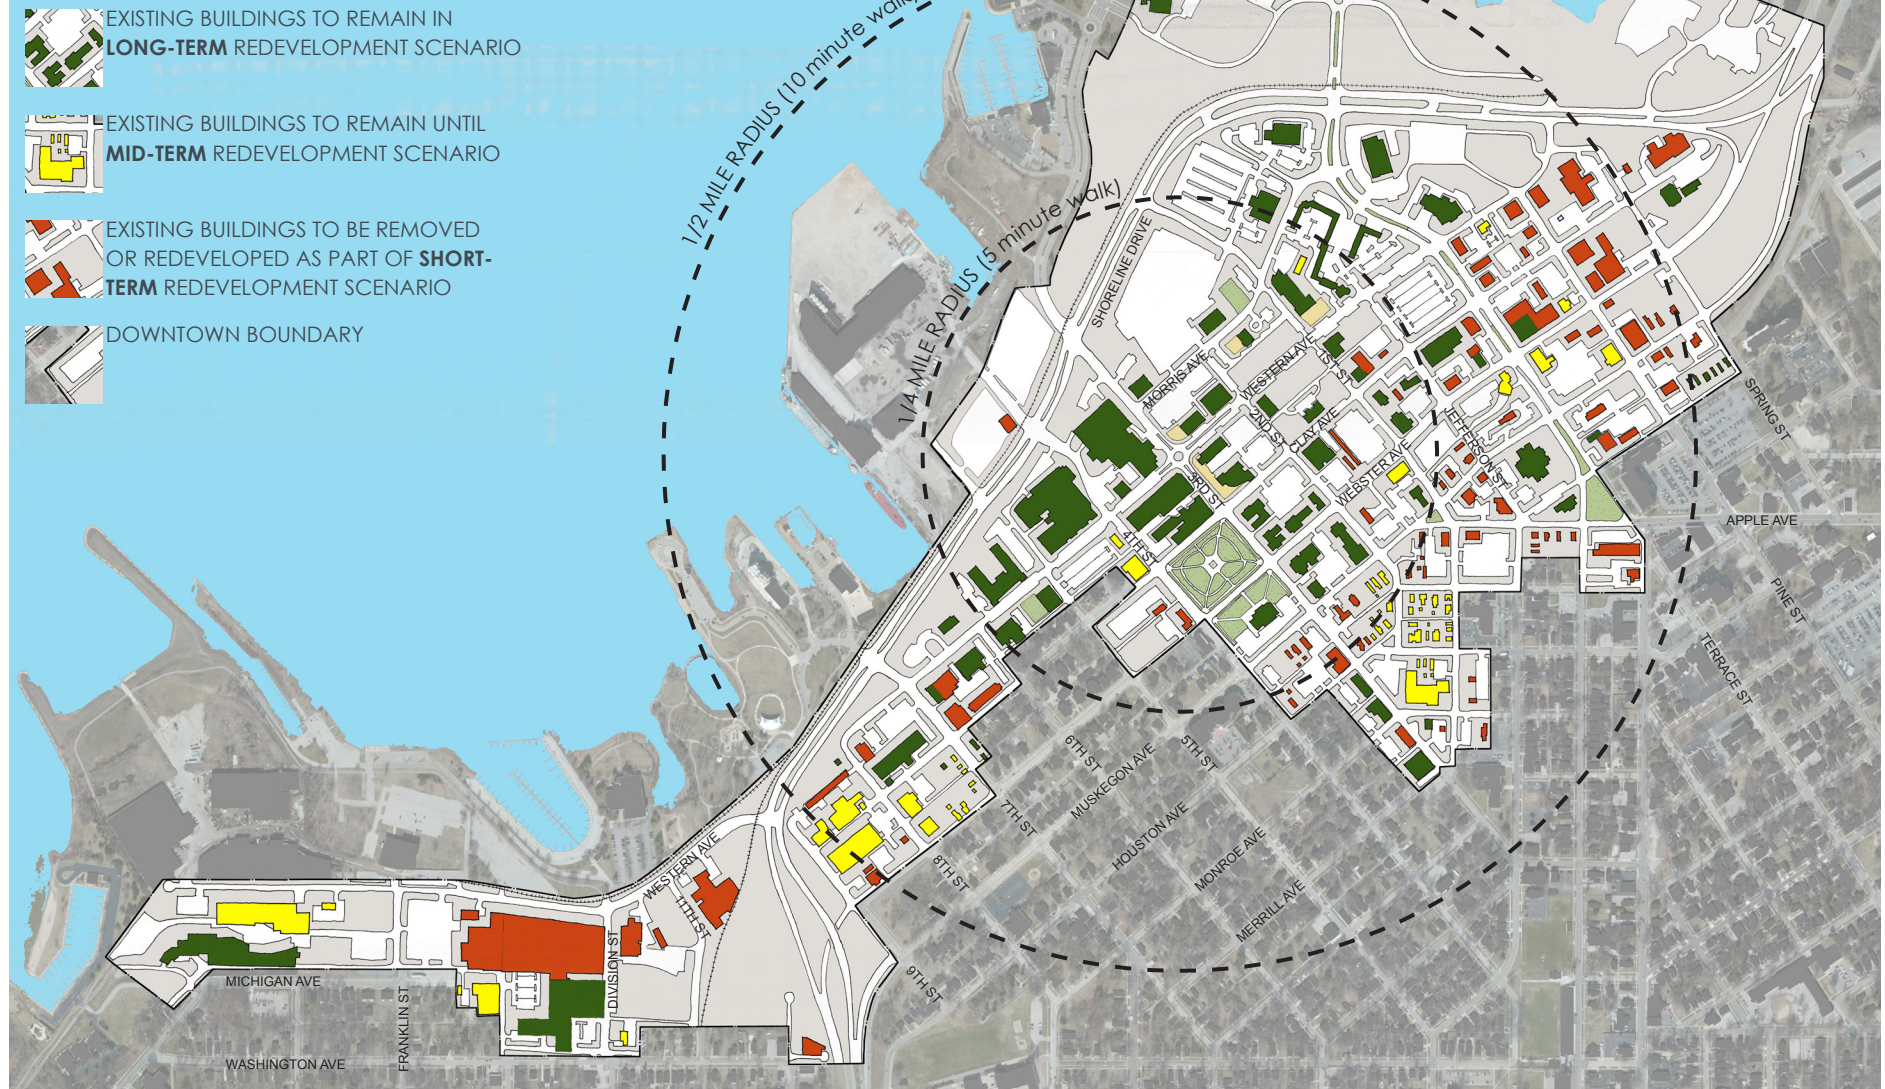 EXISTING BUILDINGS TO REMAIN IN
LONG-TERM REDEVELOPMENT SCENARIO
EXISTING BUILDINGS TO REMAIN UNTIL
MID-TERM REDEVELOPMENT SCENARIO
EXISTING BUILDINGS TO BE REMOVED
OR REDEVELOPED AS PART OF SHORT-
TERM REDEVELOPMENT SCENARIO
DOWNTOWN BOUNDARY
1/2 MILE RADIUS (10 minute walk)
1/4 MILE RADIUS (5 minute walk)
SHORELINE DRIVE
MORRIS AVE
WESTERN AVE
1ST ST
2ND ST
CLAY AVE
3RD S
WEBSTER AVE
JEFFERSON ST
4TH ST
SPRING ST
APPLE AVE
PINE ST
TERRACE ST
5TH ST
6TH ST
MUSKEGON AVE
7TH ST
HOUSTON AVE
8TH ST
MONROE AVE
MERRILL AVE
9TH ST
WESTERN AVE
11TH ST
DIVISION ST
MICHIGAN AVE
FRANKLIN ST
WASHINGTON AVE